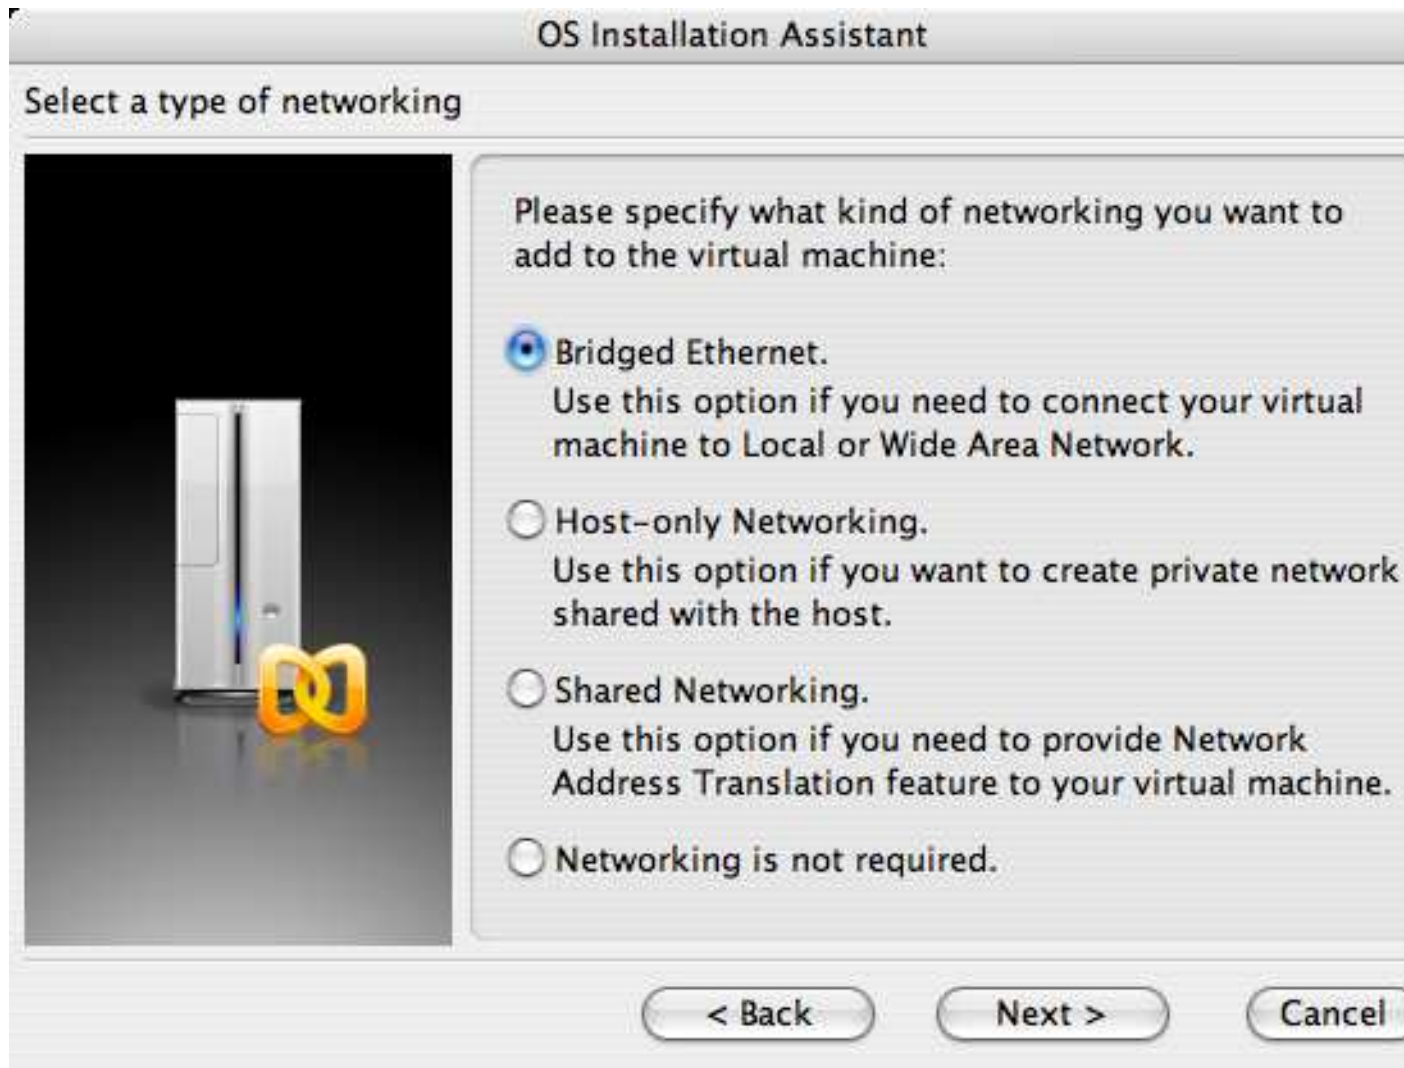 OS Installation Assistant
Select a type of networking
Please specify what kind of networking you want to
add to the virtual machine:
Bridged Ethernet.
Use this option if you need to connect your virtual
machine to Local or Wide Area Network.
Host-only Networking.
Use this option if you want to create private network
shared with the host.
Shared Networking.
Use this option if you need to provide Network
Address Translation feature to your virtual machine.
Networking is not required.
< Back
Next >
Cancel